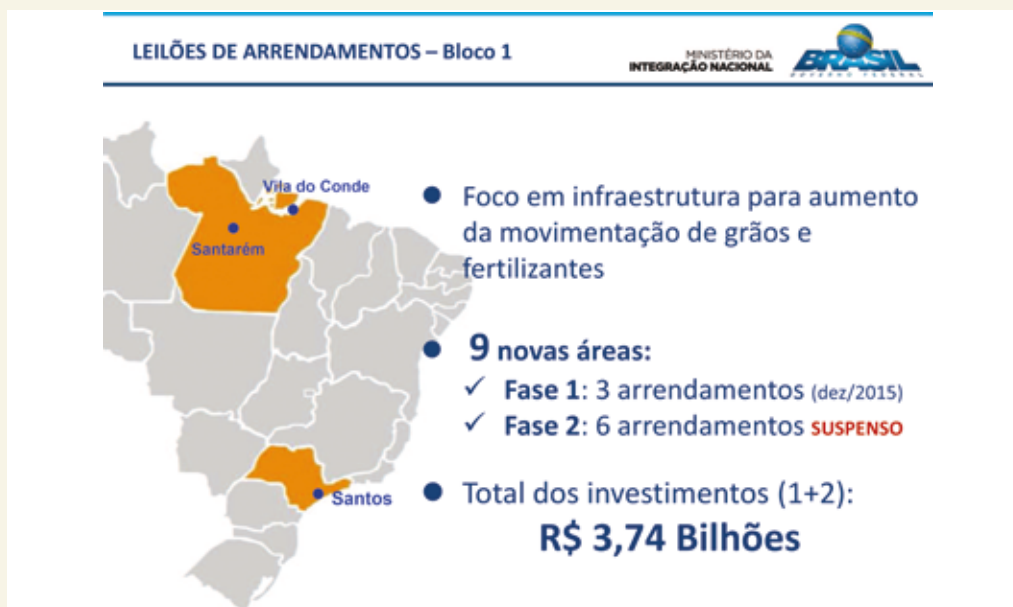 LEILÕES DE ARRENDAMENTOS – Bloco 1
MINISTÉRIO DA
INTEGRAÇÃO NACIONAL
BRASIL
GOVERNO FEDERAL
Vila do Conde
Santarém
Santos
● Foco em infraestrutura para aumento
da movimentação de grãos e
fertilizantes
● 9 novas áreas:
✓ Fase 1: 3 arrendamentos (dez/2015)
✓ Fase 2: 6 arrendamentos SUSPENSO
● Total dos investimentos (1+2):
R$ 3,74 Bilhões